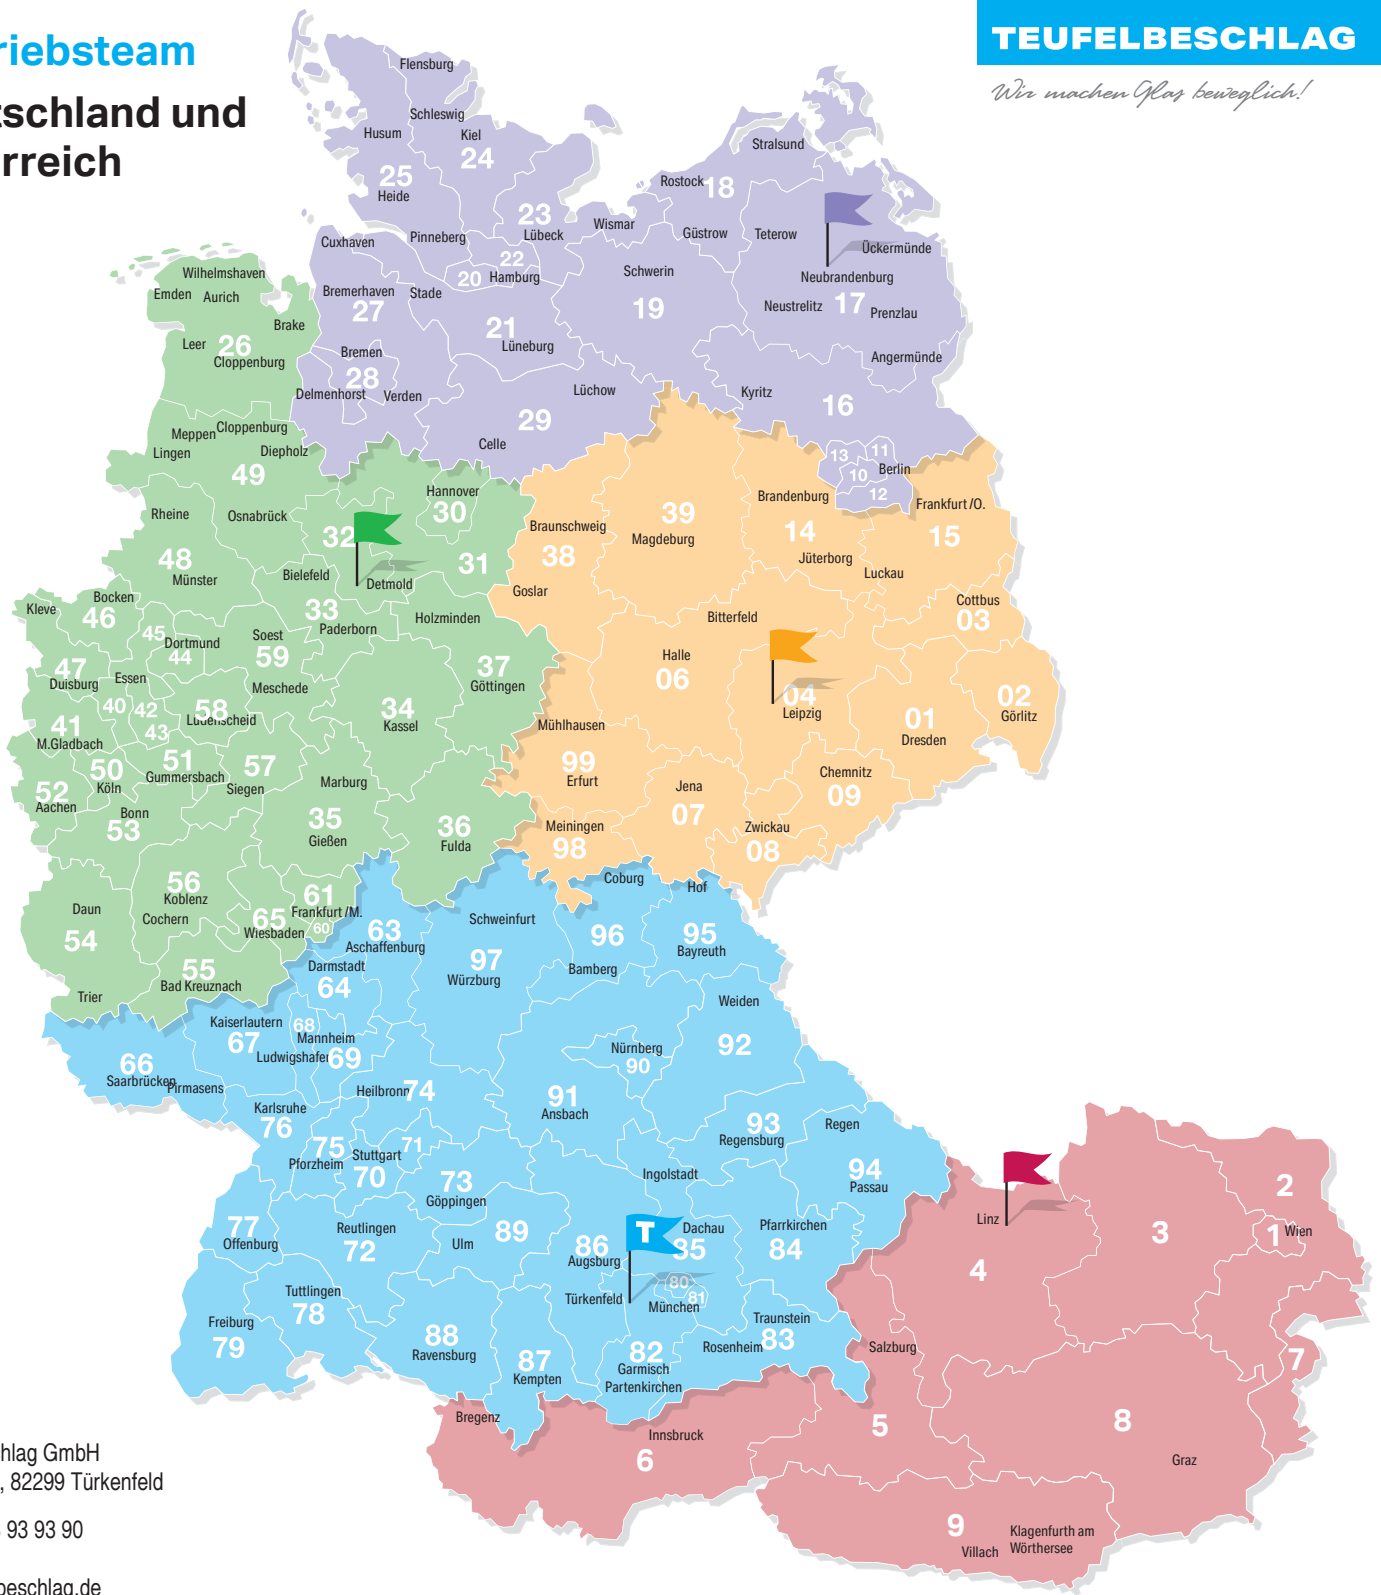 riebsteam
tschland und
rreich
TEUFELBESCHLAG
Wir machen Glas beweglich!
Flensburg
Schleswig
Husum
Kiel
24
25
Heide
Stralsund
Rostock
18
23
Lübeck
Wismar
Güstrow
Teterow
Ückermünde
Cuxhaven
Pinneberg
22
20
Hamburg
Schwerin
Neubrandenburg
Wilhelmshaven
Emden
Aurich
Bremerhaven
Stade
27
19
Neustrelitz
17
Prenzlau
Brake
21
Lüneburg
Leer
26
Cloppenburg
Bremen
28
Delmenhorst
Verden
Angermünde
Lüchow
Kyritz
16
29
Celle
Meppen
Cloppenburg
Lingen
Diepholz
49
13
11
10
Berlin
12
Hannover
30
Brandenburg
Frankfurt/O.
Rheine
Osnabrück
32
39
Magdeburg
Braunschweig
38
14
15
Jüterborg
Luckau
48
Münster
31
Bielefeld
Detmold
Goslar
Cottbus
03
Kleve
Bocken
46
33
Paderborn
Holzminden
Bitterfeld
45
Dortmund
44
Soest
59
Halle
06
47
Duisburg
Essen
Meschede
37
Göttingen
04
Leipzig
02
Görlitz
40
42
43
58
Lüdenscheid
34
Kassel
01
Dresden
41
M.Gladbach
Mühlhausen
50
Köln
51
Gummersbach
57
Siegen
Marburg
99
Erfurt
Jena
07
Chemnitz
09
52
Aachen
Bonn
53
35
Gießen
36
Fulda
Meiningen
98
Zwickau
08
56
Koblenz
Cochern
61
Frankfurt/M.
60
Coburg
Hof
Daun
54
65
Wiesbaden
63
Aschaffenburg
Schweinfurt
96
Bamberg
95
Bayreuth
55
Bad Kreuznach
Darmstadt
64
97
Würzburg
Trier
Weiden
92
Kaiserlautern
67
68
Mannheim
Ludwigshafen
69
Nürnberg
90
66
Saarbrücken
Pirmasens
Heilbronn
74
91
Ansbach
Karlsruhe
76
93
Regensburg
Regen
75
Pforzheim
Stuttgart
70
71
73
Göppingen
Ingolstadt
94
Passau
77
Offenburg
Reutlingen
72
Ulm
89
86
Augsburg
T
Dachau
85
Pfarrkirchen
84
Linz
4
3
2
1
Wien
80
81
Türkenfeld
München
Tuttlingen
78
Freiburg
79
88
Ravensburg
87
Kempten
82
Garmisch
Partenkirchen
Traunstein
Rosenheim
83
Salzburg
7
Bregenz
Innsbruck
6
5
8
Graz
9
Villach
Klagenfurth am
Wörthersee
hlag GmbH
, 82299 Türkenfeld
93 93 90
beschlag.de